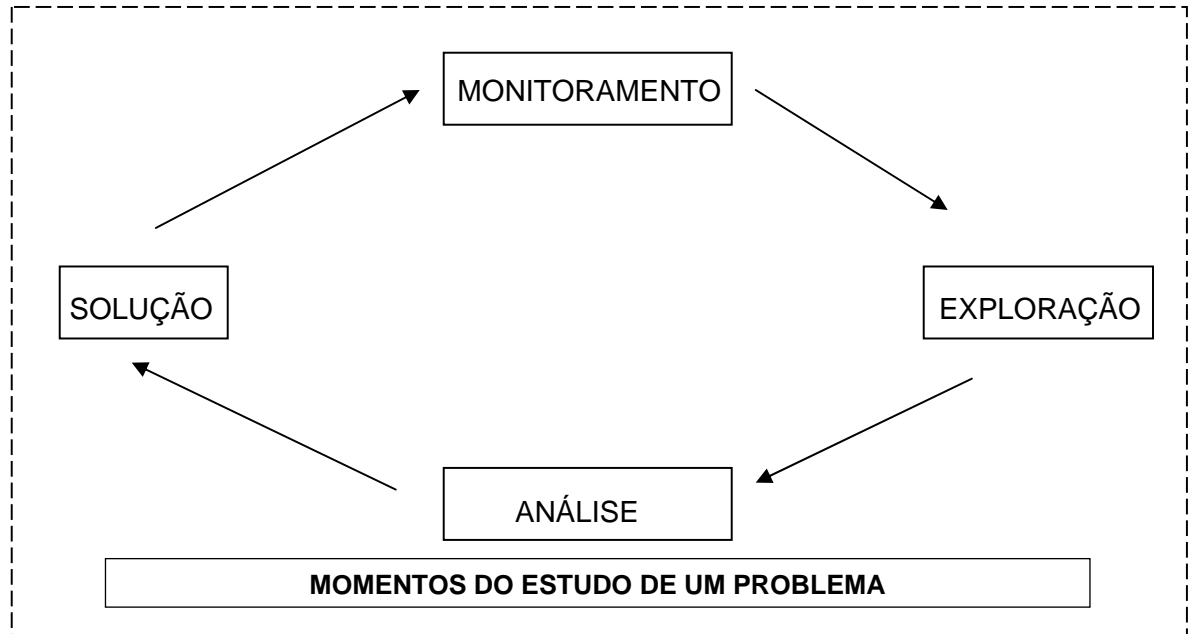 MONITORAMENTO
SOLUÇÃO
EXPLORAÇÃO
ANÁLISE
MOMENTOS DO ESTUDO DE UM PROBLEMA